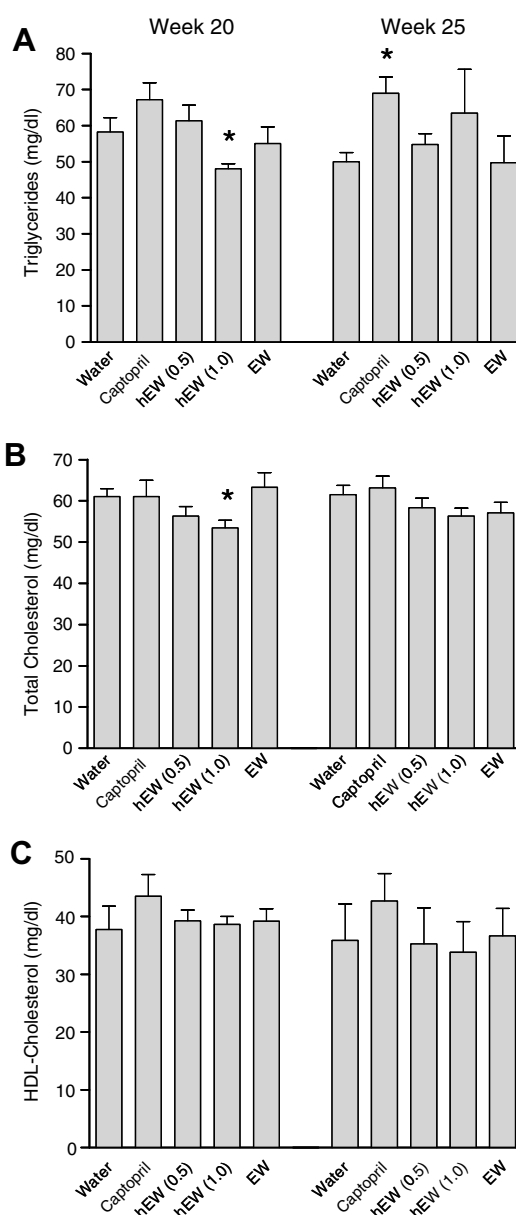 Week 20 Week 25
A
Triglycerides (mg/dl)
80
70
60
50
40
30
20
10
0
* *
Water Captopril hEW (0.5) hEW (1.0) EW Water Captopril hEW (0.5) hEW (1.0) EW
B
Total Cholesterol (mg/dl)
70
60
50
40
30
20
10
0
*
Water Captopril hEW (0.5) hEW (1.0) EW Water Captopril hEW (0.5) hEW (1.0) EW
C
HDL-Cholesterol (mg/dl)
50
40
30
20
10
0
Water Captopril hEW (0.5) hEW (1.0) EW Water Captopril hEW (0.5) hEW (1.0) EW